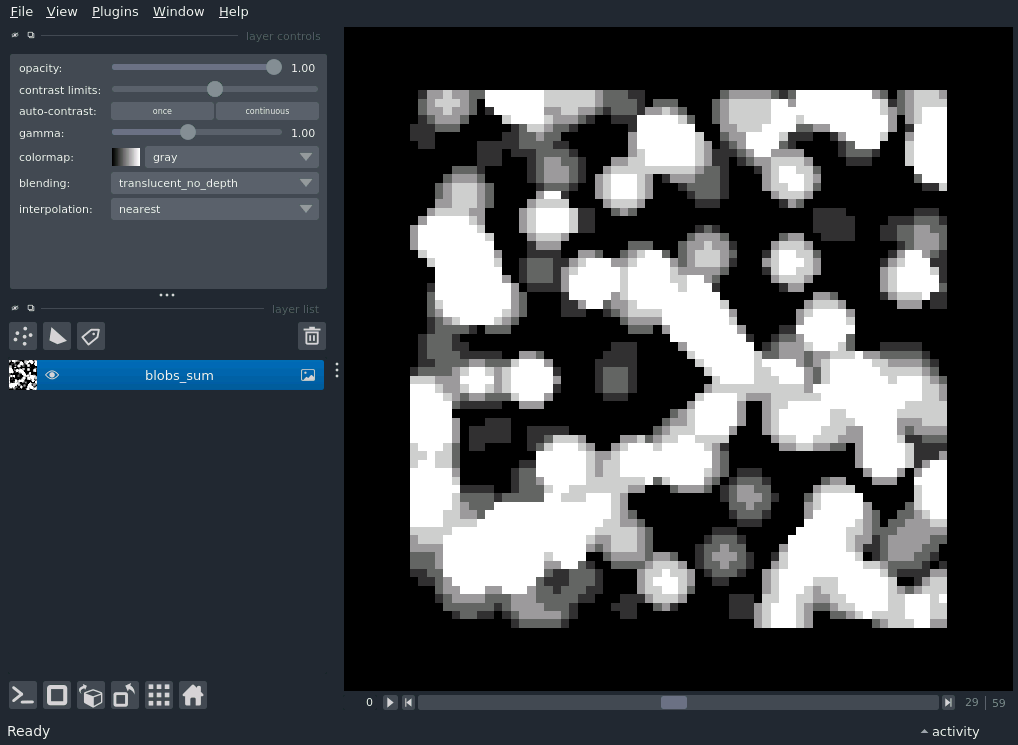 File View Plugins Window Help
layer controls
opacity: 1.00
contrast limits:
auto-contrast: once continuous
gamma: 1.00
colormap: gray
blending: translucent_no_depth
interpolation: nearest
layer list
blobs_sum
0 29 59
Ready activity